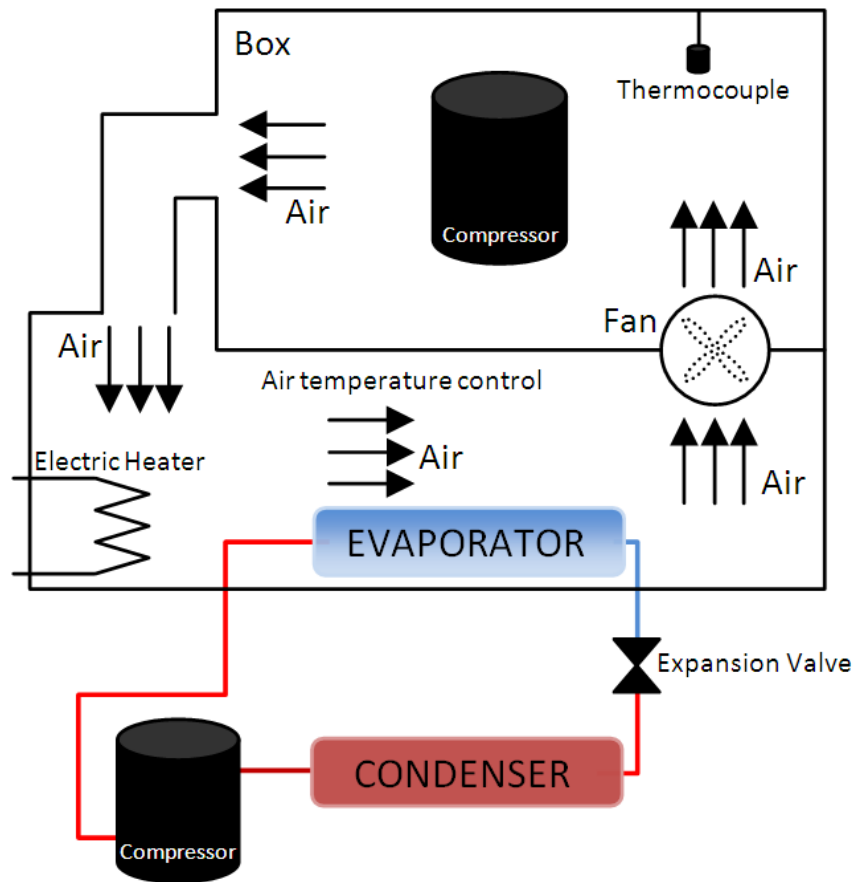 Box
Thermocouple
Air
Compressor
Air
Fan
Air
Air temperature control
Air
Electric Heater
Air
EVAPORATOR
Expansion Valve
CONDENSER
Compressor